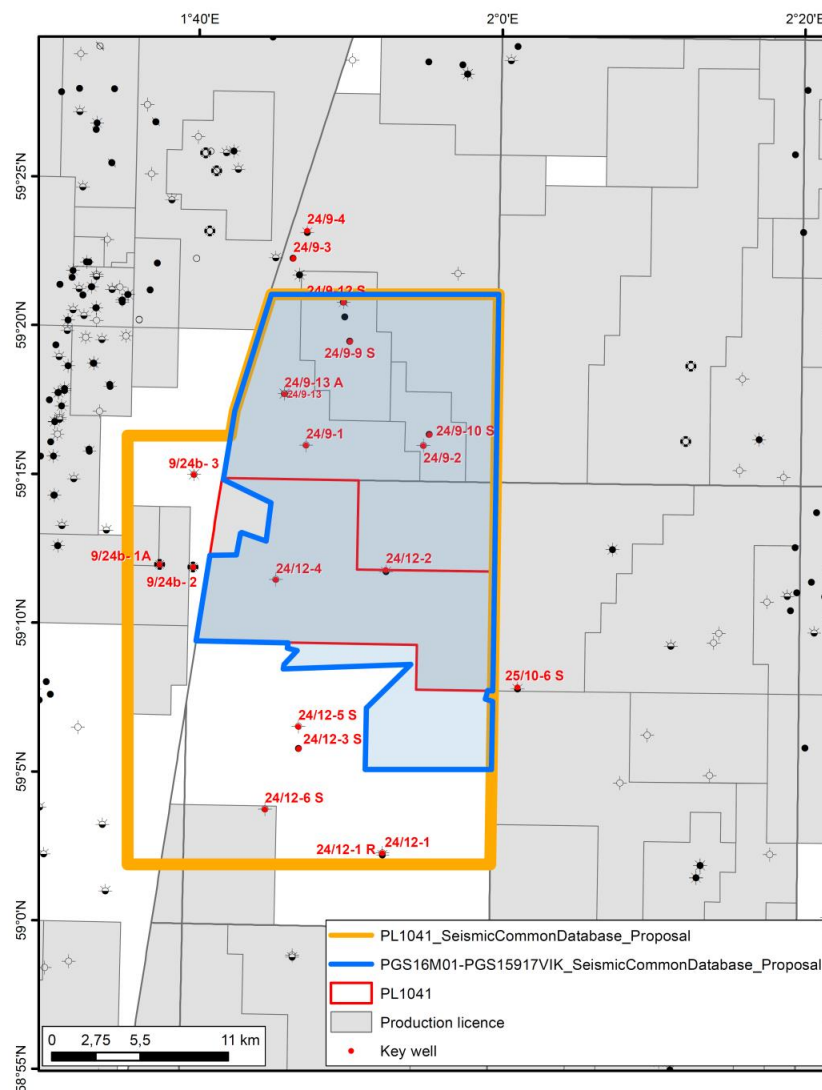 1°40'E
2°0'E
2°20'E
59°25'N
59°20'N
59°15'N
59°10'N
59°5'N
59°0'N
58°55'N
24/9-4
24/9-3
24/9-12 S
24/9-9 S
24/9-13 A
24/9-13
24/9-10 S
24/9-1
24/9-2
9/24b- 3
24/12-2
9/24b- 1A
9/24b- 2
24/12-4
25/10-6 S
24/12-5 S
24/12-3 S
24/12-6 S
24/12-1 R
24/12-1
PL1041_SeismicCommonDatabase_Proposal
PGS16M01-PGS15917VIK_SeismicCommonDatabase_Proposal
PL1041
Production licence
Key well
0 2,75 5,5 11 km